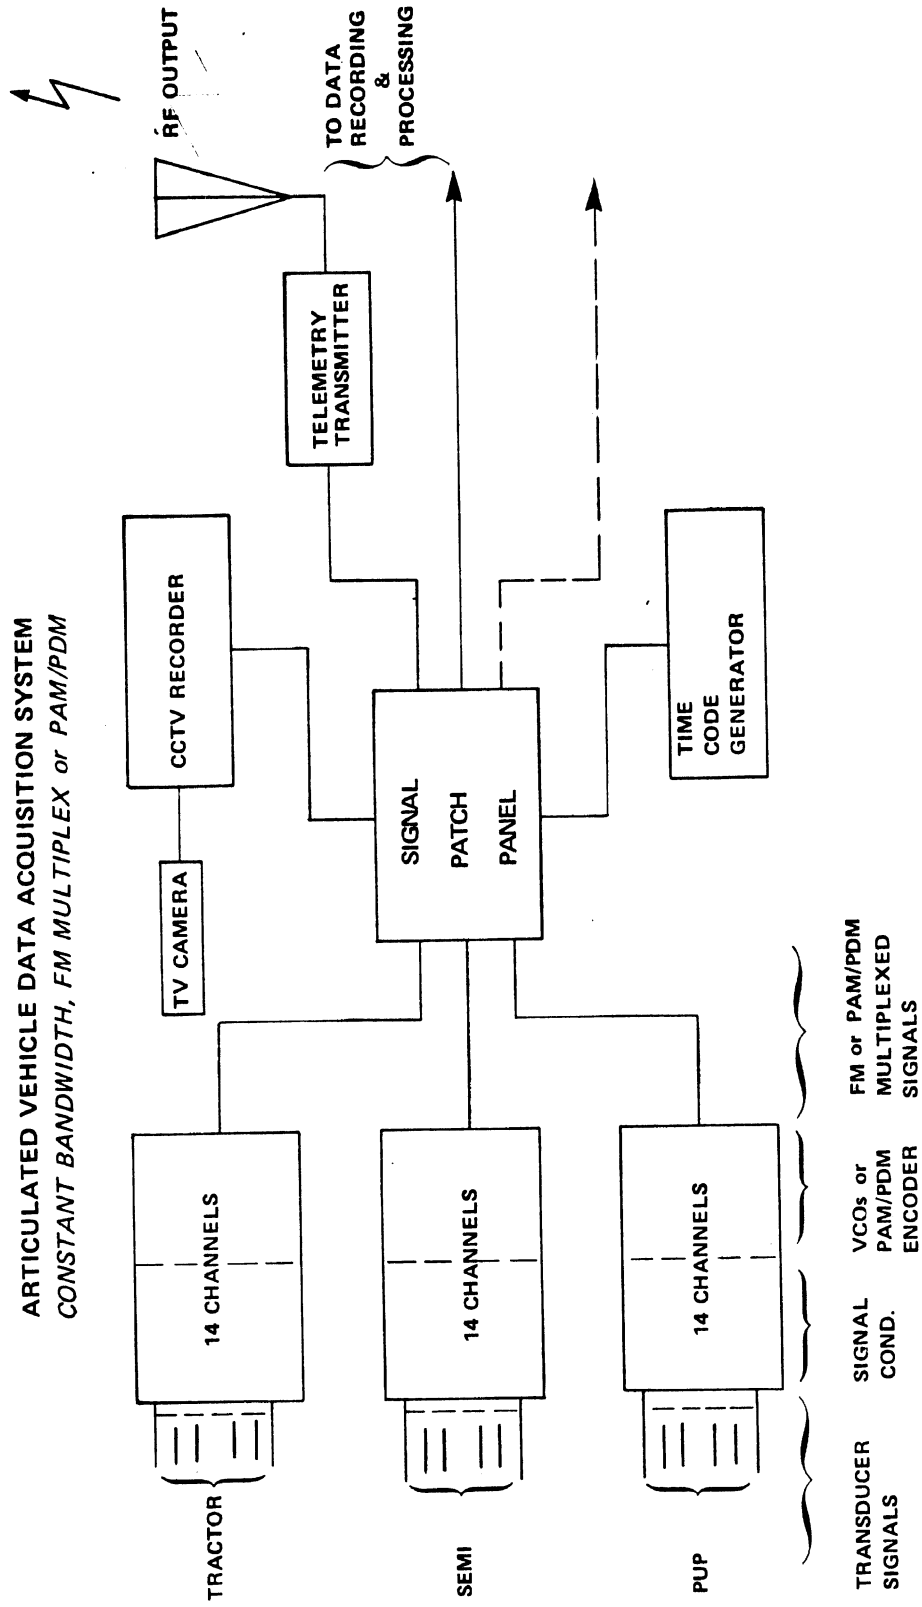 ARTICULATED VEHICLE DATA ACQUISITION SYSTEM
CONSTANT BANDWIDTH, FM MULTIPLEX or PAM/PDM
TV CAMERA
CCTV RECORDER
RF OUTPUT
TELEMETRY
TRANSMITTER
TO DATA
RECORDING
&
PROCESSING
TRACTOR
14 CHANNELS
SEMI
14 CHANNELS
PUP
14 CHANNELS
SIGNAL
PATCH
PANEL
TIME
CODE
GENERATOR
TRANSDUCER
SIGNALS
SIGNAL
COND.
VCOs or
PAM/PDM
ENCODER
FM or PAM/PDM
MULTIPLEXED
SIGNALS